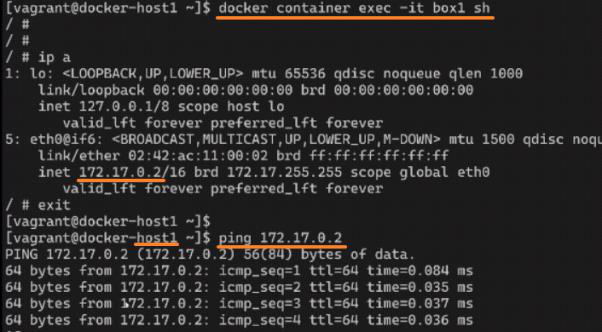 [vagrant@docker-host1 ~]$ docker container exec -it box1 sh
/ #
/ #
/ # ip a
1: lo: <LOOPBACK,UP,LOWER_UP> mtu 65536 qdisc noqueue qlen 1000
link/loopback 00:00:00:00:00:00 brd 00:00:00:00:00:00
inet 127.0.0.1/8 scope host lo
valid_lft forever preferred_lft forever
5: eth0@if6: <BROADCAST,MULTICAST,UP,LOWER_UP,M-DOWN> mtu 1500 qdisc noqu
link/ether 02:42:ac:11:00:02 brd ff:ff:ff:ff:ff:ff
inet 172.17.0.2/16 brd 172.17.255.255 scope global eth0
valid_lft forever preferred_lft forever
/ # exit
[vagrant@docker-host1 ~]$
[vagrant@docker-host1 ~]$ ping 172.17.0.2
PING 172.17.0.2 (172.17.0.2) 56(84) bytes of data.
64 bytes from 172.17.0.2: icmp_seq=1 ttl=64 time=0.084 ms
64 bytes from 172.17.0.2: icmp_seq=2 ttl=64 time=0.035 ms
64 bytes from 172.17.0.2: icmp_seq=3 ttl=64 time=0.037 ms
64 bytes from 172.17.0.2: icmp_seq=4 ttl=64 time=0.036 ms